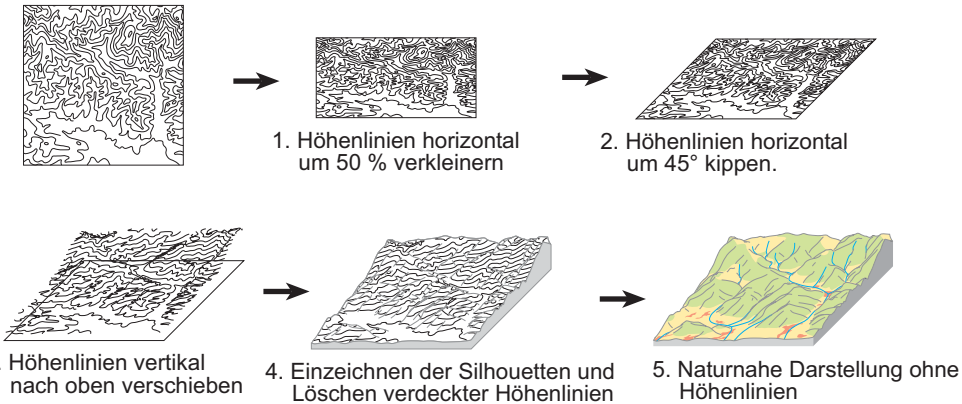 1. Höhenlinien horizontal
um 50 % verkleinern
2. Höhenlinien horizontal
um 45° kippen.
. Höhenlinien vertikal
nach oben verschieben
4. Einzeichnen der Silhouetten und
Löschen verdeckter Höhenlinien
5. Naturnahe Darstellung ohne
Höhenlinien